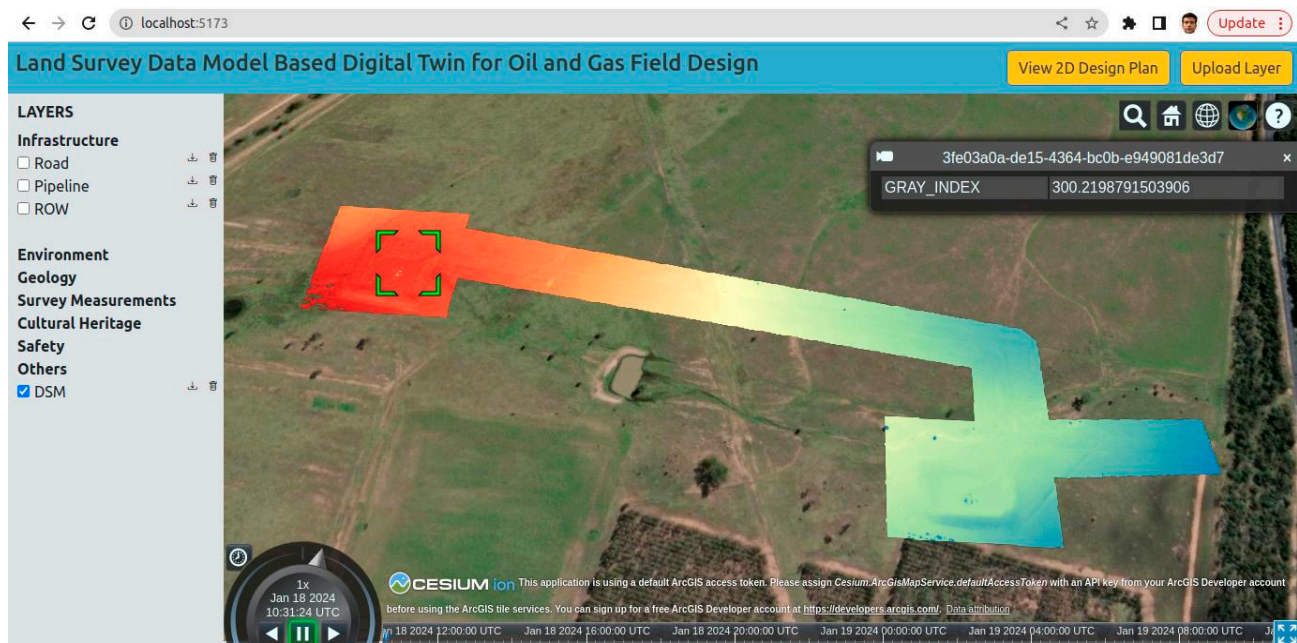 localhost:5173
Update
Land Survey Data Model Based Digital Twin for Oil and Gas Field Design
View 2D Design Plan
Upload Layer
LAYERS
Infrastructure
Road
Pipeline
ROW
Environment
Geology
Survey Measurements
Cultural Heritage
Safety
Others
DSM
?
3fe03a0a-de15-4364-bc0b-e949081de3d7
×
GRAY_INDEX 300.2198791503906
1x
Jan 18 2024
10:31:24 UTC
CESIUM ion This application is using a default ArcGIS access token. Please assign Cesium.ArcGisMapService.defaultAccessToken with an API key from your ArcGIS Developer account
before using the ArcGIS tile services. You can sign up for a free ArcGIS Developer account at https://developers.arcgis.com/. Data attribution
n 18 2024 12:00:00 UTC Jan 18 2024 16:00:00 UTC Jan 18 2024 20:00:00 UTC Jan 19 2024 00:00:00 UTC Jan 19 2024 04:00:00 UTC Jan 19 2024 08:00:00 UTC